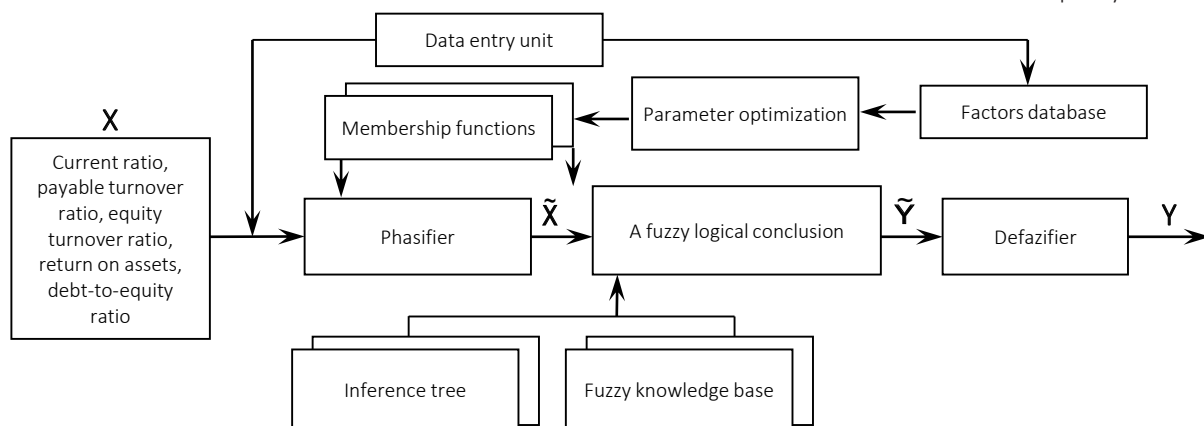 Data entry unit
Membership functions
Parameter optimization
Factors database
X
Current ratio,
payable turnover
ratio, equity
turnover ratio,
return on assets,
debt-to-equity
ratio
Phasifier
X̃
A fuzzy logical conclusion
Ỹ
Defazifier
Y
Inference tree
Fuzzy knowledge base